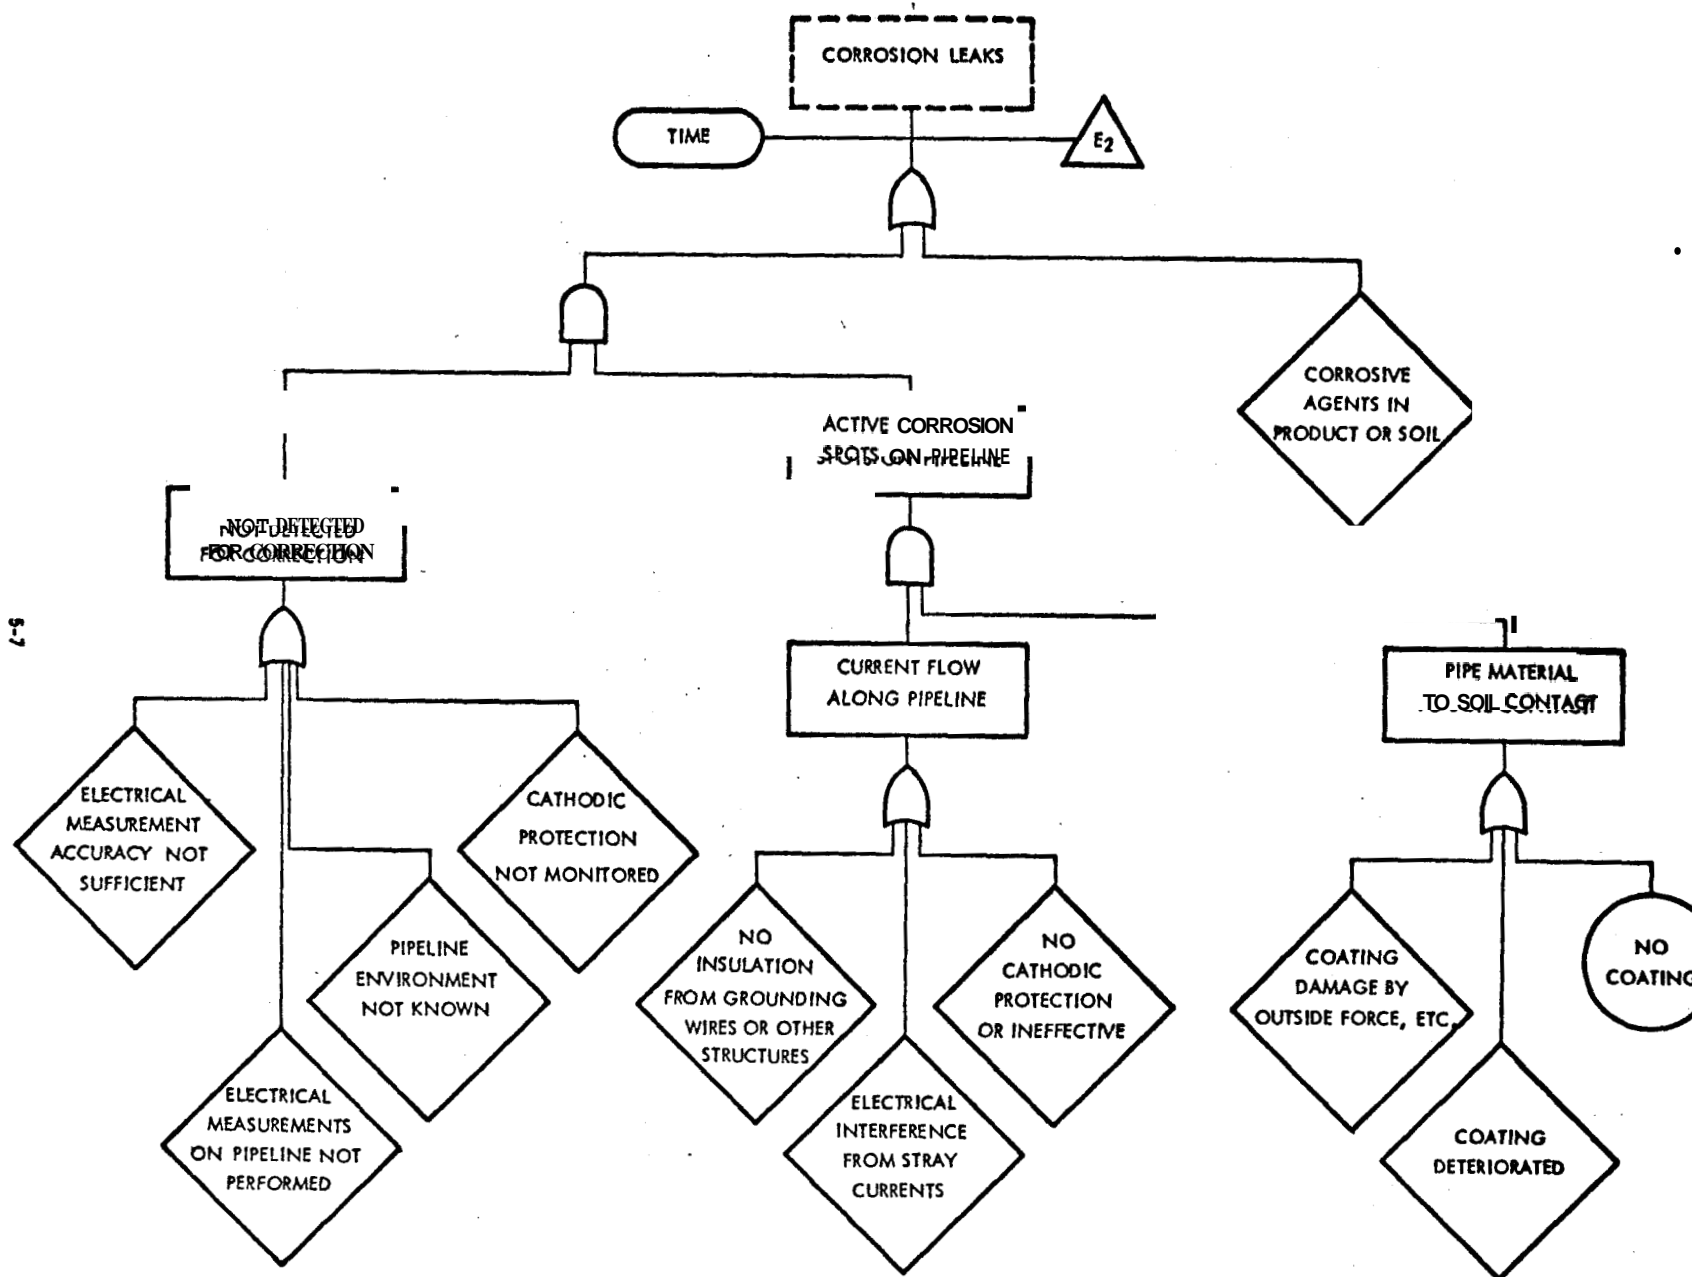 CORROSION LEAKS
TIME
E2
CORROSIVE
AGENTS IN
PRODUCT OR SOIL
ACTIVE CORROSION
SPOTS ON PIPELINE
NOT DETECTED
FOR CORRECTION
5-7
CURRENT FLOW
ALONG PIPELINE
PIPE MATERIAL
TO SOIL CONTACT
ELECTRICAL
MEASUREMENT
ACCURACY NOT
SUFFICIENT
CATHODIC
PROTECTION
NOT MONITORED
PIPELINE
ENVIRONMENT
NOT KNOWN
ELECTRICAL
MEASUREMENTS
ON PIPELINE NOT
PERFORMED
NO
INSULATION
FROM GROUNDING
WIRES OR OTHER
STRUCTURES
NO
CATHODIC
PROTECTION
OR INEFFECTIVE
ELECTRICAL
INTERFERENCE
FROM STRAY
CURRENTS
COATING
DAMAGE BY
OUTSIDE FORCE, ETC.
NO
COATING
COATING
DETERIORATED